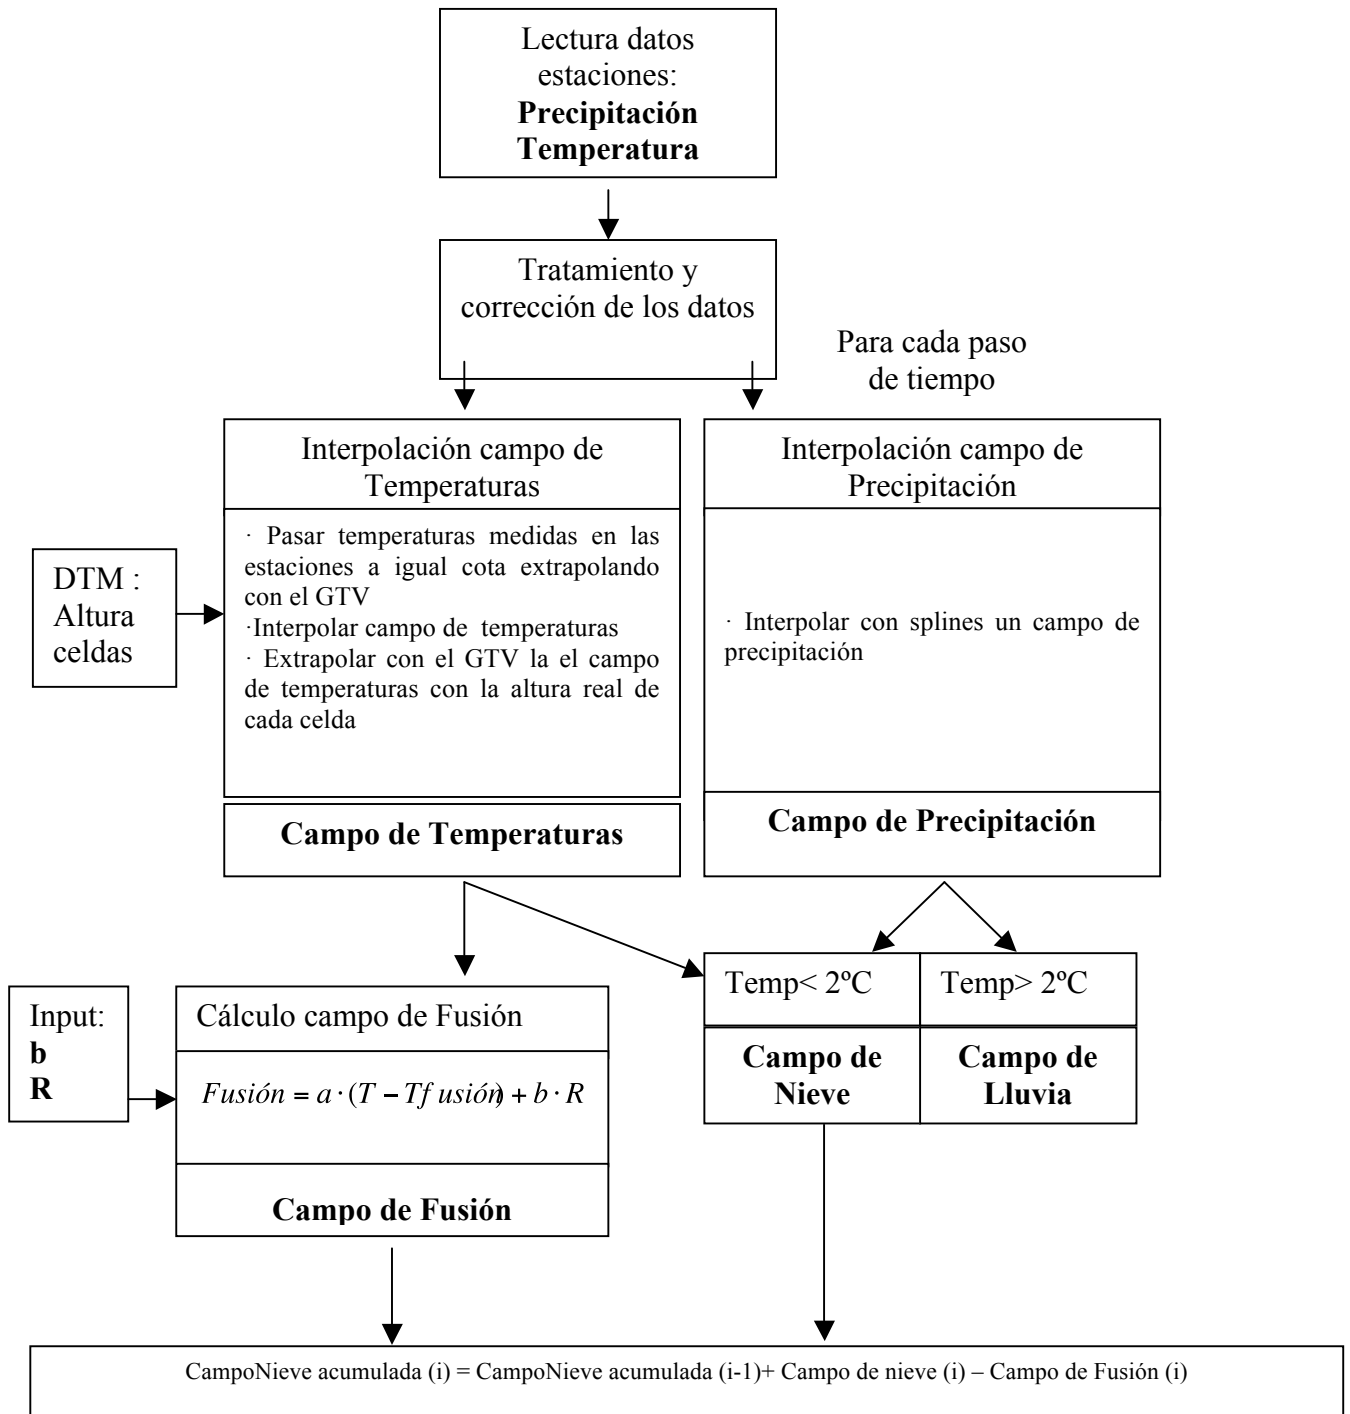 Lectura datos
estaciones:
Precipitación
Temperatura
Tratamiento y
corrección de los datos
Para cada paso
de tiempo
Interpolación campo de
Temperaturas
· Pasar temperaturas medidas en las
estaciones a igual cota extrapolando
con el GTV
·Interpolar campo de temperaturas
· Extrapolar con el GTV la el campo
de temperaturas con la altura real de
cada celda
Campo de Temperaturas
Interpolación campo de
Precipitación
· Interpolar con splines un campo de
precipitación
Campo de Precipitación
DTM :
Altura
celdas
Temp< 2ºC
Temp> 2ºC
Campo de
Nieve
Campo de
Lluvia
Input:
b
R
Cálculo campo de Fusión
Fusión = a · (T − Tfusión) + b · R
Campo de Fusión
CampoNieve acumulada (i) = CampoNieve acumulada (i-1)+ Campo de nieve (i) – Campo de Fusión (i)